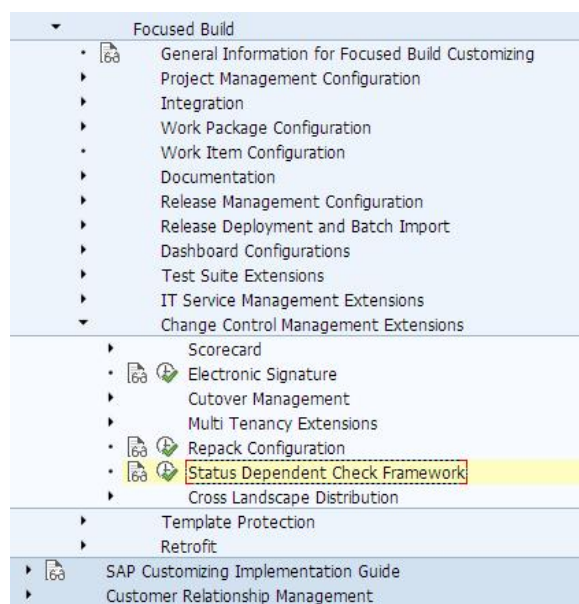 Focused Build
General Information for Focused Build Customizing
Project Management Configuration
Integration
Work Package Configuration
Work Item Configuration
Documentation
Release Management Configuration
Release Deployment and Batch Import
Dashboard Configurations
Test Suite Extensions
IT Service Management Extensions
Change Control Management Extensions
Scorecard
Electronic Signature
Cutover Management
Multi Tenancy Extensions
Repack Configuration
Status Dependent Check Framework
Cross Landscape Distribution
Template Protection
Retrofit
SAP Customizing Implementation Guide
Customer Relationship Management